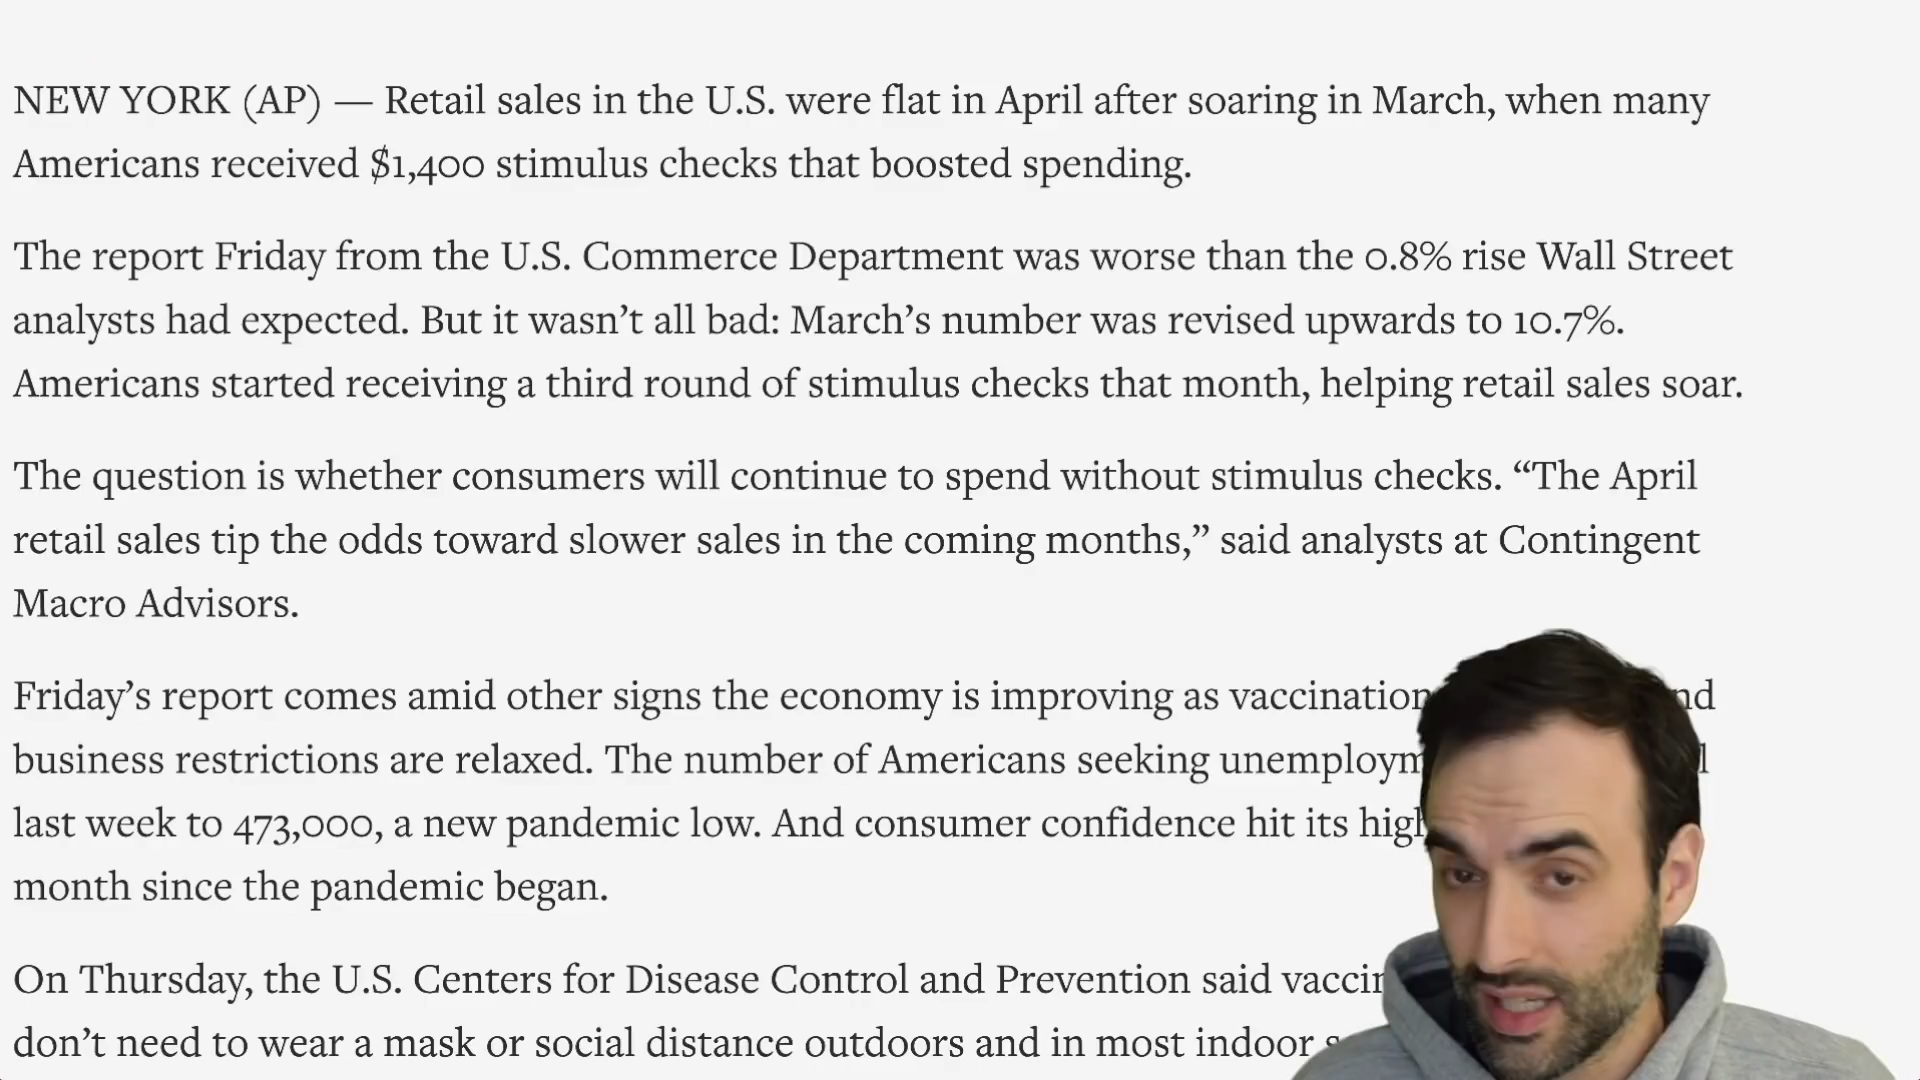 NEW YORK (AP) — Retail sales in the U.S. were flat in April after soaring in March, when many
Americans received $1,400 stimulus checks that boosted spending.
The report Friday from the U.S. Commerce Department was worse than the 0.8% rise Wall Street
analysts had expected. But it wasn’t all bad: March’s number was revised upwards to 10.7%.
Americans started receiving a third round of stimulus checks that month, helping retail sales soar.
The question is whether consumers will continue to spend without stimulus checks. “The April
retail sales tip the odds toward slower sales in the coming months,” said analysts at Contingent
Macro Advisors.
Friday’s report comes amid other signs the economy is improving as
business restrictions are relaxed. The number of Americans seeking
last week to 473,000, a new pandemic low. And consumer confidence hit its
month since the pandemic began.
On Thursday, the U.S. Centers for Disease Control and Prevention said
don’t need to wear a mask or social distance outdoors and in most indoor